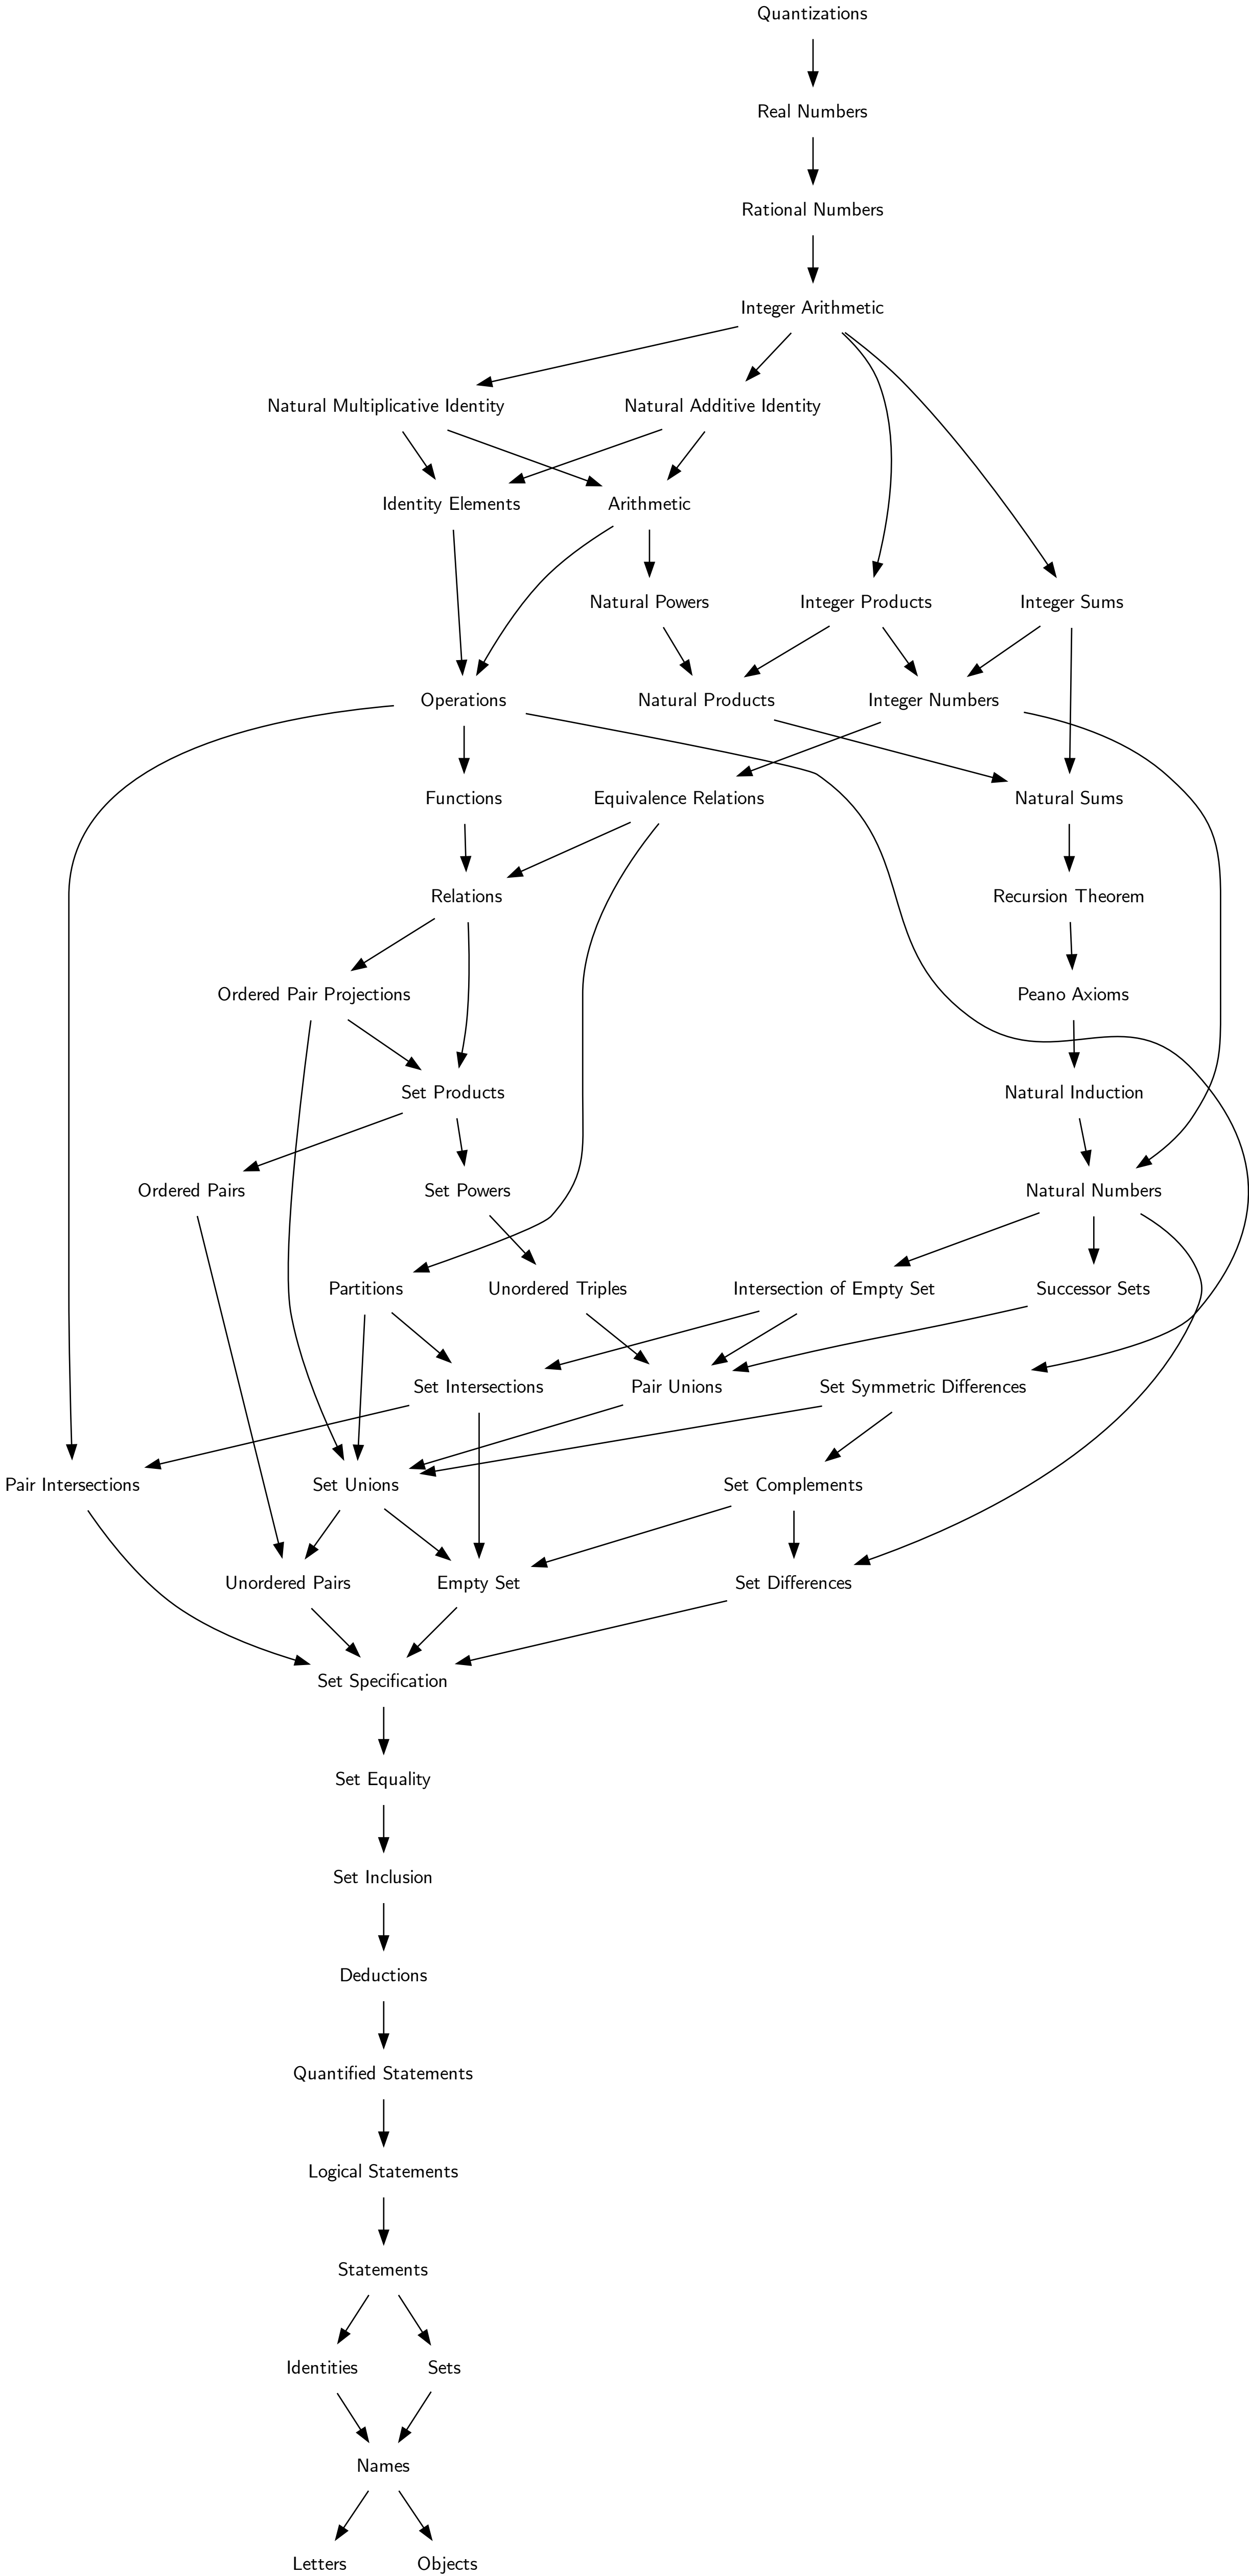 Quantizations
Real Numbers
Rational Numbers
Integer Arithmetic
Natural Multiplicative Identity
Natural Additive Identity
Identity Elements
Arithmetic
Natural Powers
Integer Products
Integer Sums
Operations
Natural Products
Integer Numbers
Functions
Equivalence Relations
Natural Sums
Relations
Recursion Theorem
Ordered Pair Projections
Peano Axioms
Set Products
Natural Induction
Ordered Pairs
Set Powers
Natural Numbers
Partitions
Unordered Triples
Intersection of Empty Set
Successor Sets
Set Intersections
Pair Unions
Set Symmetric Differences
Pair Intersections
Set Unions
Set Complements
Unordered Pairs
Empty Set
Set Differences
Set Specification
Set Equality
Set Inclusion
Deductions
Quantified Statements
Logical Statements
Statements
Identities
Sets
Names
Letters
Objects